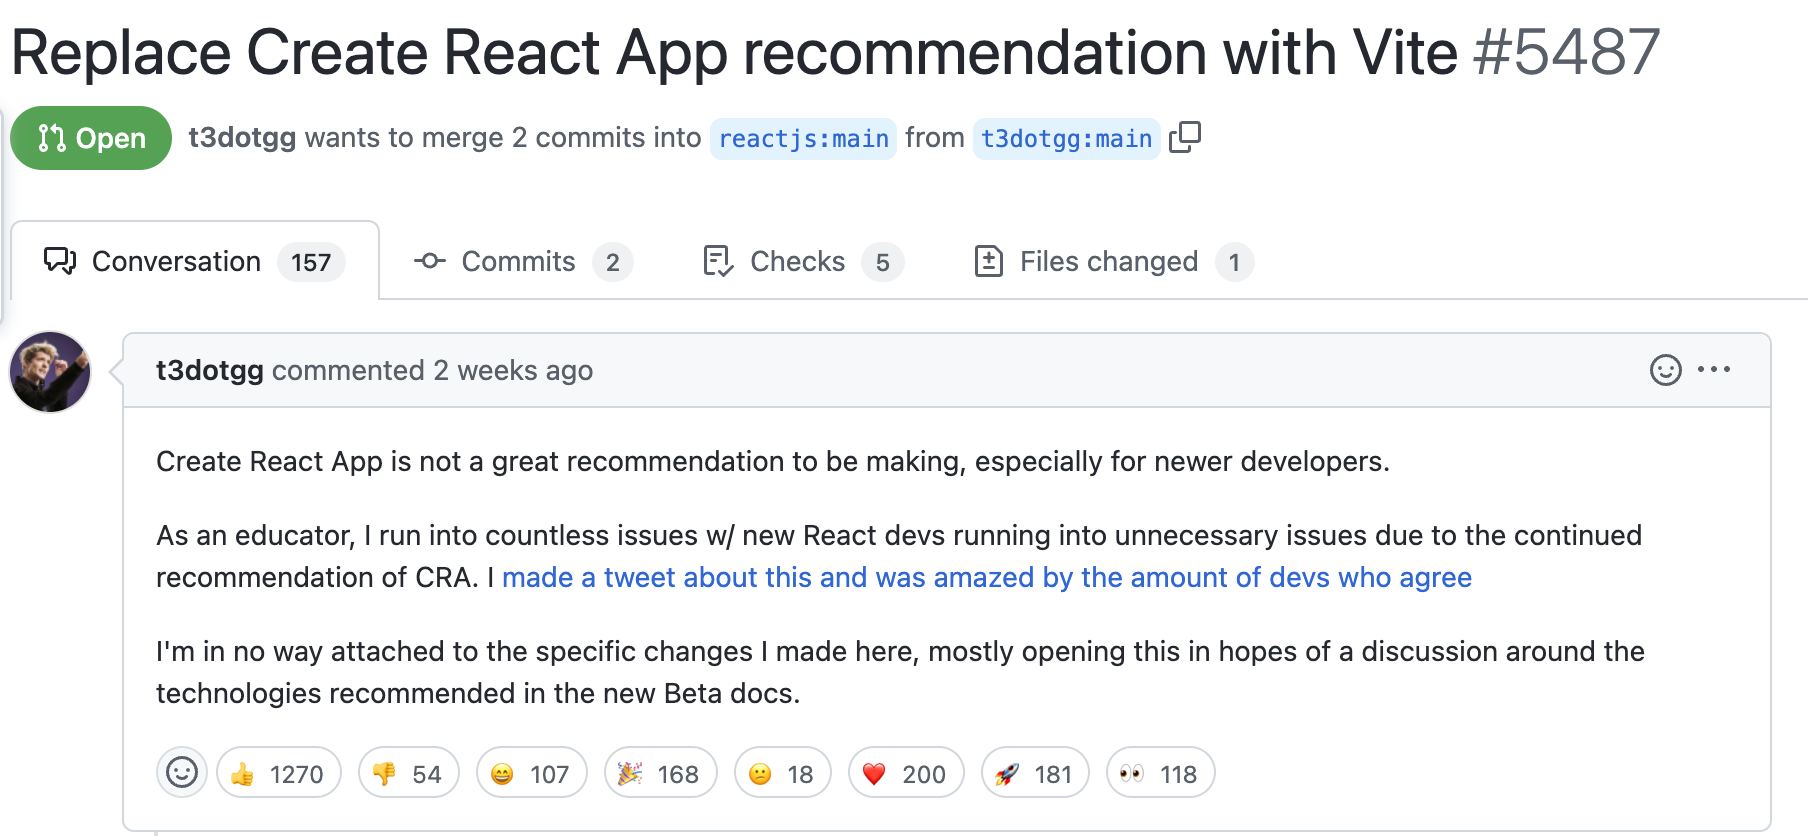 Replace Create React App recommendation with Vite #5487
Open t3dotgg wants to merge 2 commits into reactjs:main from t3dotgg:main
Conversation 157 Commits 2 Checks 5 Files changed 1
t3dotgg commented 2 weeks ago
Create React App is not a great recommendation to be making, especially for newer developers.
As an educator, I run into countless issues w/ new React devs running into unnecessary issues due to the continued
recommendation of CRA. I made a tweet about this and was amazed by the amount of devs who agree
I'm in no way attached to the specific changes I made here, mostly opening this in hopes of a discussion around the
technologies recommended in the new Beta docs.
👍 1270 👎 54 😄 107 🎉 168 😕 18 ❤️ 200 🚀 181 👀 118